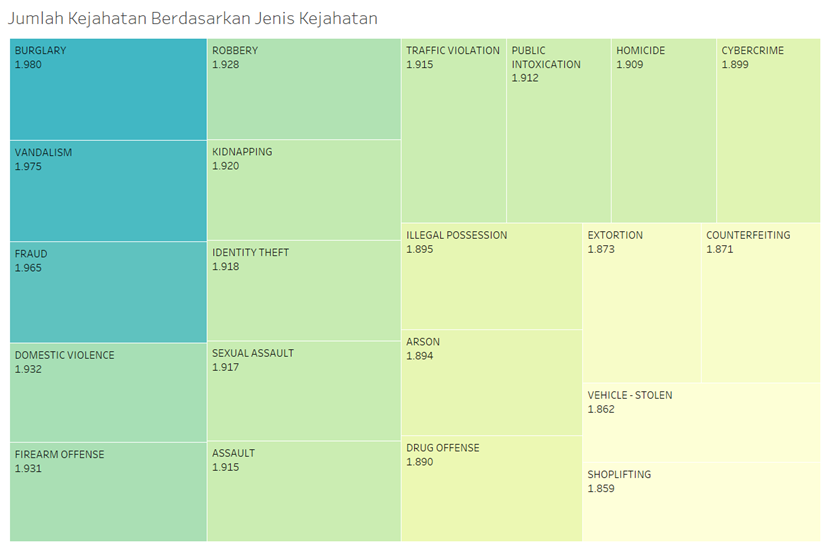 Jumlah Kejahatan Berdasarkan Jenis Kejahatan
BURGLARY
1.980
VANDALISM
1.975
FRAUD
1.965
DOMESTIC VIOLENCE
1.932
FIREARM OFFENSE
1.931
ROBBERY
1.928
KIDNAPPING
1.920
IDENTITY THEFT
1.918
SEXUAL ASSAULT
1.917
ASSAULT
1.915
TRAFFIC VIOLATION
1.915
PUBLIC
INTOXICATION
1.912
HOMICIDE
1.909
CYBERCRIME
1.899
ILLEGAL POSSESSION
1.895
ARSON
1.894
DRUG OFFENSE
1.890
EXTORTION
1.873
COUNTERFEITING
1.871
VEHICLE - STOLEN
1.862
SHOPLIFTING
1.859